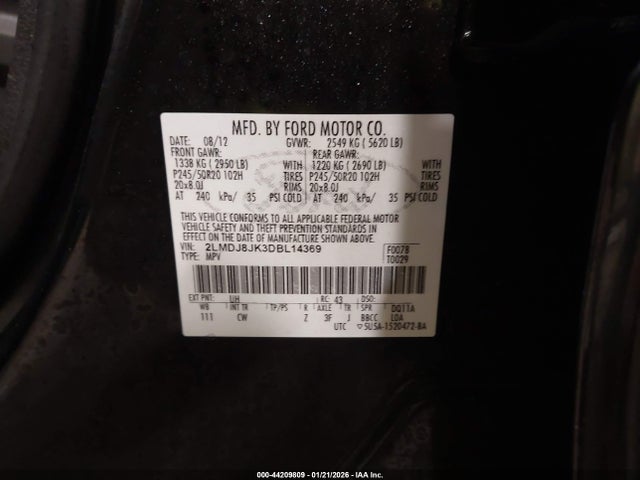 MFD. BY FORD MOTOR CO.
DATE: 08/12 GVWR: 2549 KG ( 5620 LB)
FRONT GAWR: REAR GAWR:
1338 KG ( 2950 LB) WITH 1220 KG ( 2690 LB) WITH
P245/50R20 102H TIRES P245/50R20 102H TIRES
20x8.0J RIMS 20x8.0J RIMS
AT 240 kPa/ 35 PSI COLD AT 240 kPa/ 35 PSI COLD
THIS VEHICLE CONFORMS TO ALL APPLICABLE FEDERAL MOTOR
VEHICLE SAFETY AND THEFT PREVENTION STANDARDS
IN EFFECT ON THE DATE OF MANUFACTURE SHOWN ABOVE.
VIN: 2LMDJ8JK3DBL14369 F0078
TYPE: MPV T0029
EXT PNT: UH RC: 43 DSO:
WB INT TR TP/PS R AXLE TR SPR DQ11A
111 CW Z 3F J BBCC LOA
UTC ▽5U5A-1520472-BA
000-44209809 | 01/21/2026 - IAAI.COM